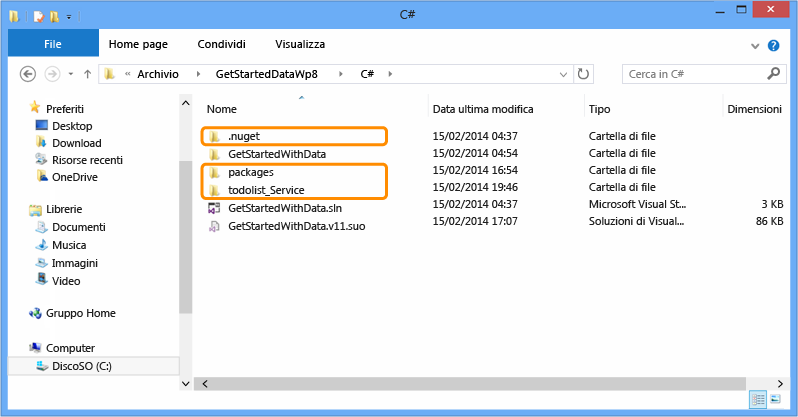 C#
File Home page Condividi Visualizza
« Archivio GetStartedDataWp8 C# Cerca in C#
Nome Data ultima modifica Tipo Dimensioni
Preferiti
Desktop
Download
Risorse recenti
OneDrive
Librerie
Documenti
Musica
Immagini
Video
Gruppo Home
Computer
DiscoSO (C:)
.nuget 15/02/2014 04:37 Cartella di file
GetStartedWithData 15/02/2014 04:54 Cartella di file
packages 15/02/2014 16:54 Cartella di file
todolist_Service 15/02/2014 19:46 Cartella di file
GetStartedWithData.sln 15/02/2014 04:37 Microsoft Visual St... 3 KB
GetStartedWithData.v11.suo 15/02/2014 17:07 Soluzioni di Visual... 86 KB